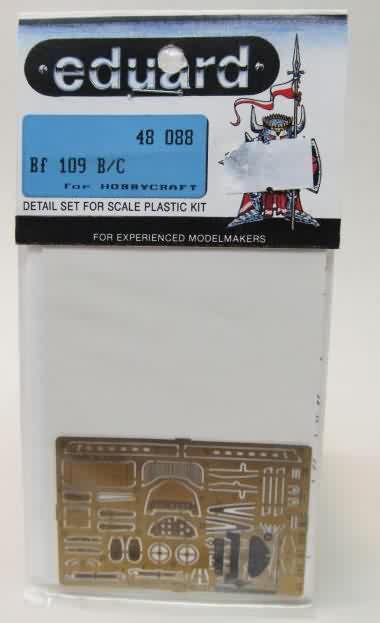 eduard
48 088
Bf 109 B/C
for HOBBYCRAFT
DETAIL SET FOR SCALE PLASTIC KIT
FOR EXPERIENCED MODELMAKERS